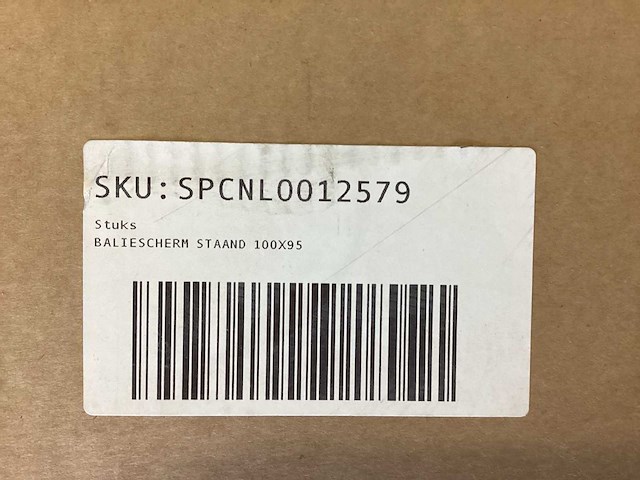 SKU:SPCNL0012579
Stuks
BALIESCHERM STAAND 100X95